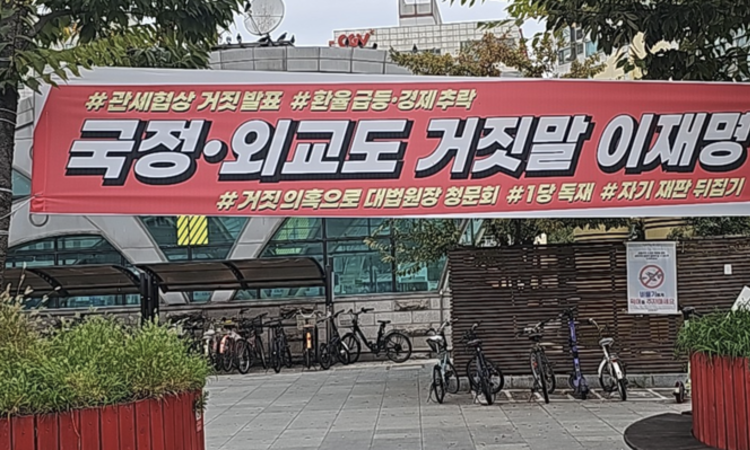 CGV
#관세협상 거짓 발표 #환율 급등·경제 추락
국정·외교도 거짓말 이재명
#거짓 의혹으로 대법원장 청문회 #1당 독재 #자기 재판 뒤집기